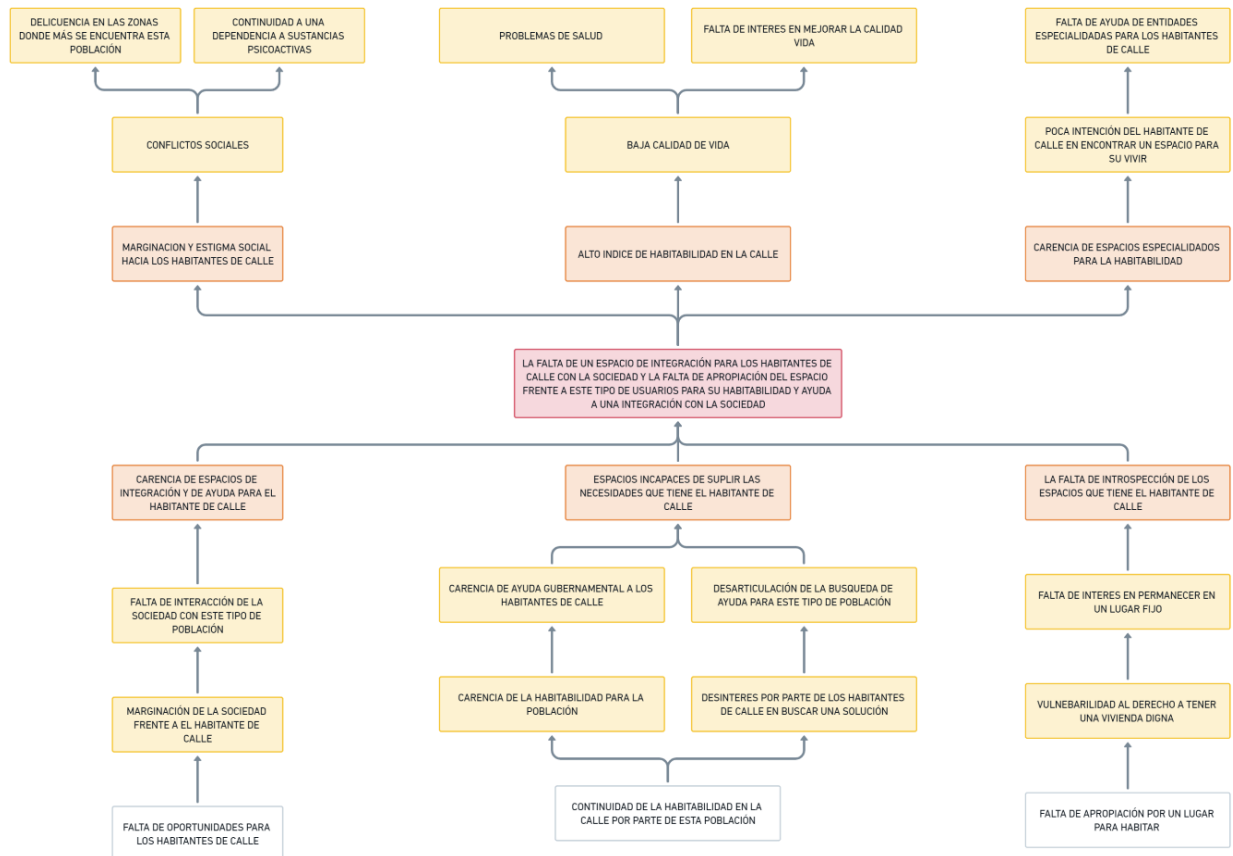 DELICUENCIA EN LAS ZONAS
DONDE MÁS SE ENCUENTRA ESTA
POBLACIÓN
CONTINUIDAD A UNA
DEPENDENCIA A SUSTANCIAS
PSICOACTIVAS
PROBLEMAS DE SALUD
FALTA DE INTERES EN MEJORAR LA CALIDAD
VIDA
FALTA DE AYUDA DE ENTIDADES
ESPECIALIZADAS PARA LOS HABITANTES
DE CALLE
CONFLICTOS SOCIALES
BAJA CALIDAD DE VIDA
POCA INTENCIÓN DEL HABITANTE DE
CALLE EN ENCONTRAR UN ESPACIO PARA
SU VIVIR
MARGINACION Y ESTIGMA SOCIAL
HACIA LOS HABITANTES DE CALLE
ALTO INDICE DE HABITABILIDAD EN LA CALLE
CARENCIA DE ESPACIOS ESPECIALIDADOS
PARA LA HABITABILIDAD
LA FALTA DE UN ESPACIO DE INTEGRACIÓN PARA LOS HABITANTES DE
CALLE CON LA SOCIEDAD Y LA FALTA DE APROPIACIÓN DEL ESPACIO
FRENTE A ESTE TIPO DE USUARIOS PARA SU HABITABILIDAD Y AYUDA
A UNA INTEGRACIÓN CON LA SOCIEDAD
CARENCIA DE ESPACIOS DE
INTEGRACIÓN Y DE AYUDA PARA EL
HABITANTE DE CALLE
ESPACIOS INCAPACES DE SUPLIR LAS
NECESIDADES QUE TIENE EL HABITANTE DE
CALLE
LA FALTA DE INTROSPECCIÓN DE LOS
ESPACIOS QUE TIENE EL HABITANTE DE
CALLE
FALTA DE INTERACCIÓN DE LA
SOCIEDAD CON ESTE TIPO DE
POBLACIÓN
CARENCIA DE AYUDA GUBERNAMENTAL A LOS
HABITANTES DE CALLE
DESARTICULACIÓN DE LA BUSQUEDA DE
AYUDA PARA ESTE TIPO DE POBLACIÓN
FALTA DE INTERES EN PERMANECER EN
UN LUGAR FIJO
MARGINACIÓN DE LA SOCIEDAD
FRENTE A EL HABITANTE DE
CALLE
CARENCIA DE LA HABITABILIDAD PARA LA
POBLACIÓN
DESINTERES POR PARTE DE LOS HABITANTES
DE CALLE EN BUSCAR UNA SOLUCIÓN
VULNEBARILIDAD AL DERECHO A TENER
UNA VIVIENDA DIGNA
FALTA DE OPORTUNIDADES PARA
LOS HABITANTES DE CALLE
CONTINUIDAD DE LA HABITABILIDAD EN LA
CALLE POR PARTE DE ESTA POBLACIÓN
FALTA DE APROPIACIÓN POR UN LUGAR
PARA HABITAR